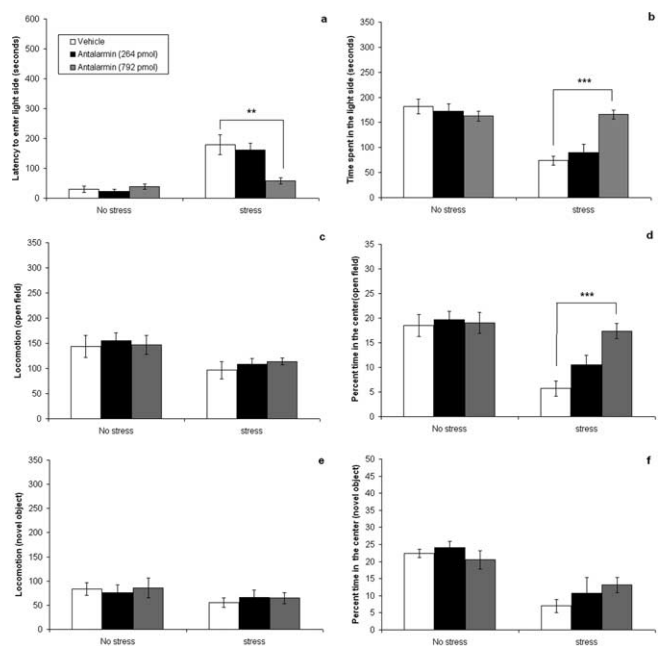 a
Latency to enter light side (seconds)
600
500
400
300
200
100
0
Vehicle
Antalarmin (264 pmol)
Antalarmin (792 pmol)
**
No stress
stress
b
Time spent in the light side (seconds)
350
300
250
200
150
100
50
0
***
No stress
stress
c
Locomotion (open field)
350
300
250
200
150
100
50
0
No stress
stress
d
Percent time in the center(open field)
35
30
25
20
15
10
5
0
***
No stress
stress
e
Locomotion (novel object)
350
300
250
200
150
100
50
0
No stress
stress
f
Percent time in the center (novel object)
50
45
40
35
30
25
20
15
10
5
0
No stress
stress